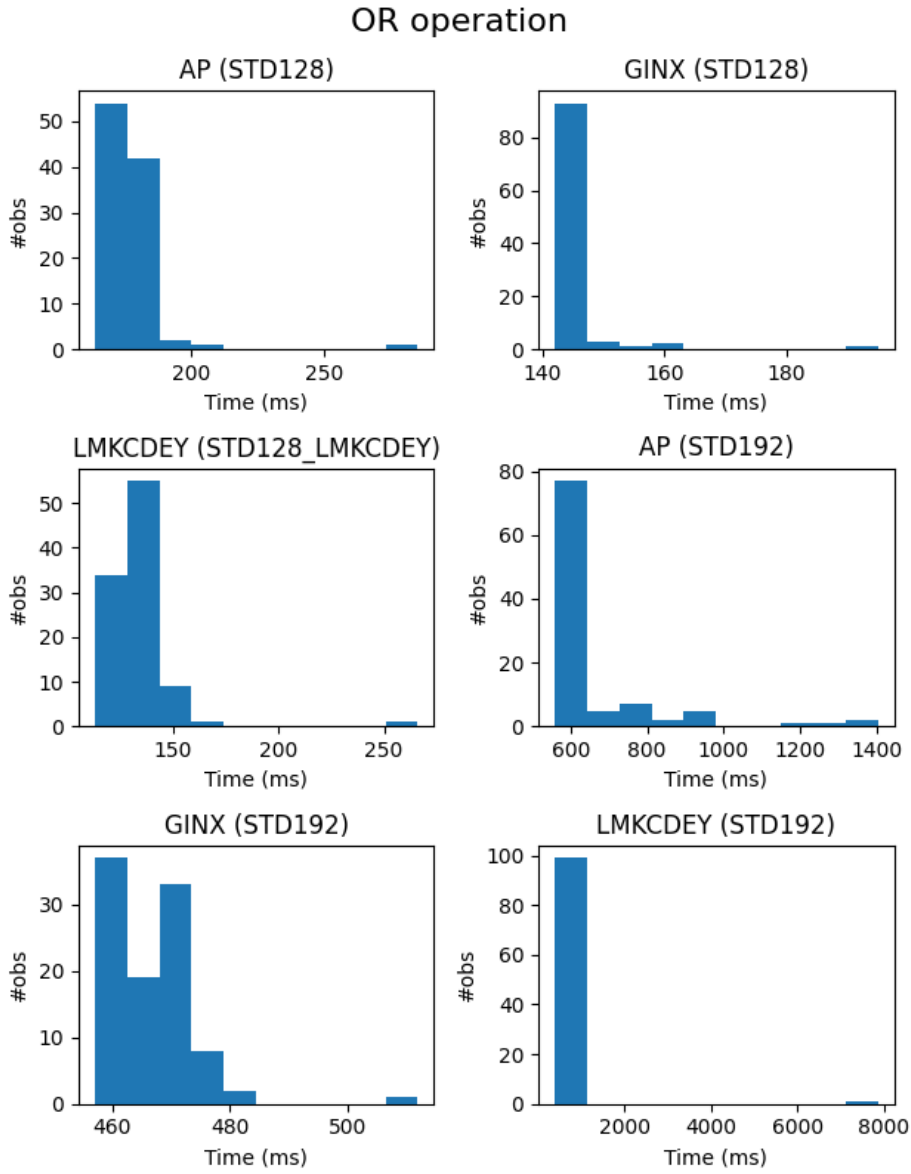 OR operation
AP (STD128)
50
40
30
20
10
0
#obs
200 250
Time (ms)
GINX (STD128)
80
60
40
20
0
#obs
140 160 180
Time (ms)
LMKCDEY (STD128_LMKCDEY)
50
40
30
20
10
0
#obs
150 200 250
Time (ms)
AP (STD192)
80
60
40
20
0
#obs
600 800 1000 1200 1400
Time (ms)
GINX (STD192)
30
20
10
0
#obs
460 480 500
Time (ms)
LMKCDEY (STD192)
100
80
60
40
20
0
#obs
2000 4000 6000 8000
Time (ms)